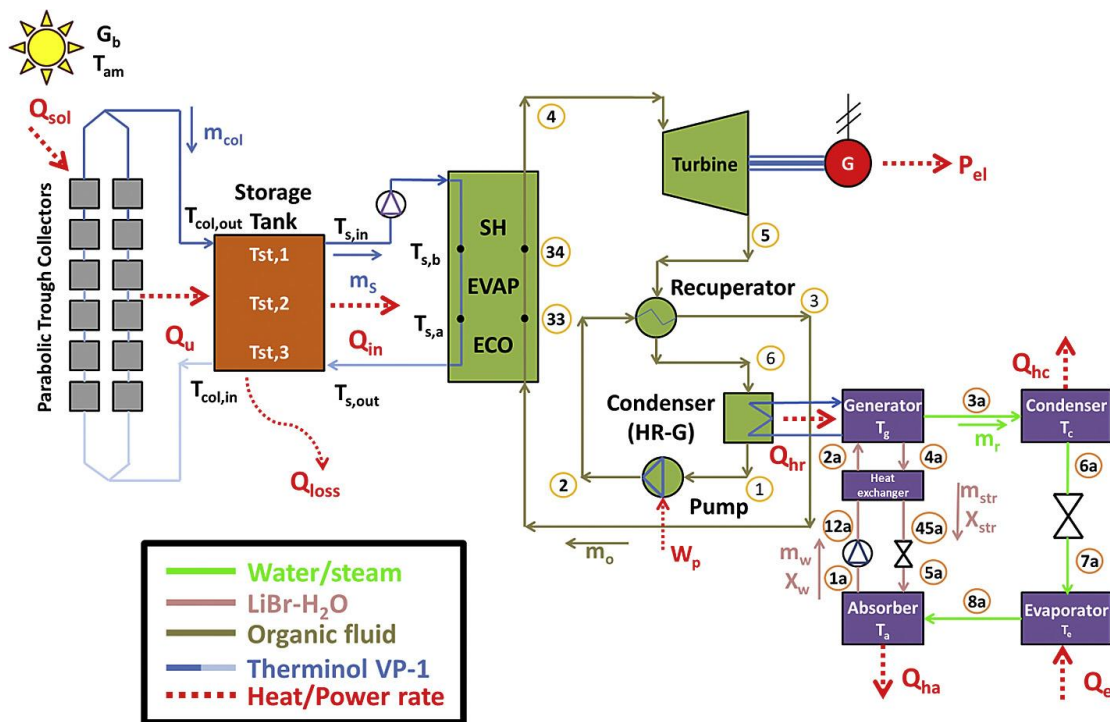 G_b
T_am
Q_sol
m_col
Parabolic Trough Collectors
T_col,out
Storage
Tank
T_s,in
Tst,1
Tst,2
Tst,3
m_s
Q_u
Q_in
T_col,in
T_s,out
Q_loss
T_s,b
T_s,a
SH
EVAP
ECO
4
34
33
Turbine
G
P_el
5
Recuperator
3
6
Condenser
(HR-G)
Q_hr
2
1
Pump
W_p
m_o
Generator
T_g
3a
m_r
Condenser
T_c
Q_hc
2a
4a
Heat
exchanger
6a
12a
45a
m_str
X_str
m_w
X_w
1a
5a
7a
Absorber
T_a
8a
Evaporator
T_e
Q_ha
Q_e
Water/steam
LiBr-H₂O
Organic fluid
Therminol VP-1
Heat/Power rate